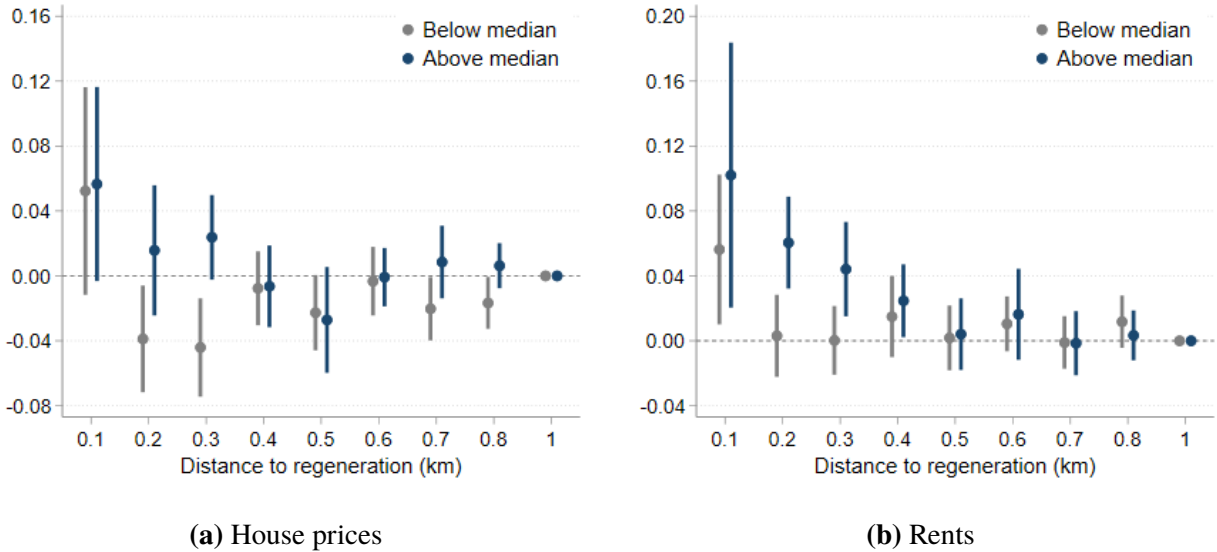 0.16
0.12
0.08
0.04
0.00
-0.04
-0.08
Below median
Above median
0.1 0.2 0.3 0.4 0.5 0.6 0.7 0.8 1
Distance to regeneration (km)
(a) House prices
0.20
0.16
0.12
0.08
0.04
0.00
-0.04
Below median
Above median
0.1 0.2 0.3 0.4 0.5 0.6 0.7 0.8 1
Distance to regeneration (km)
(b) Rents